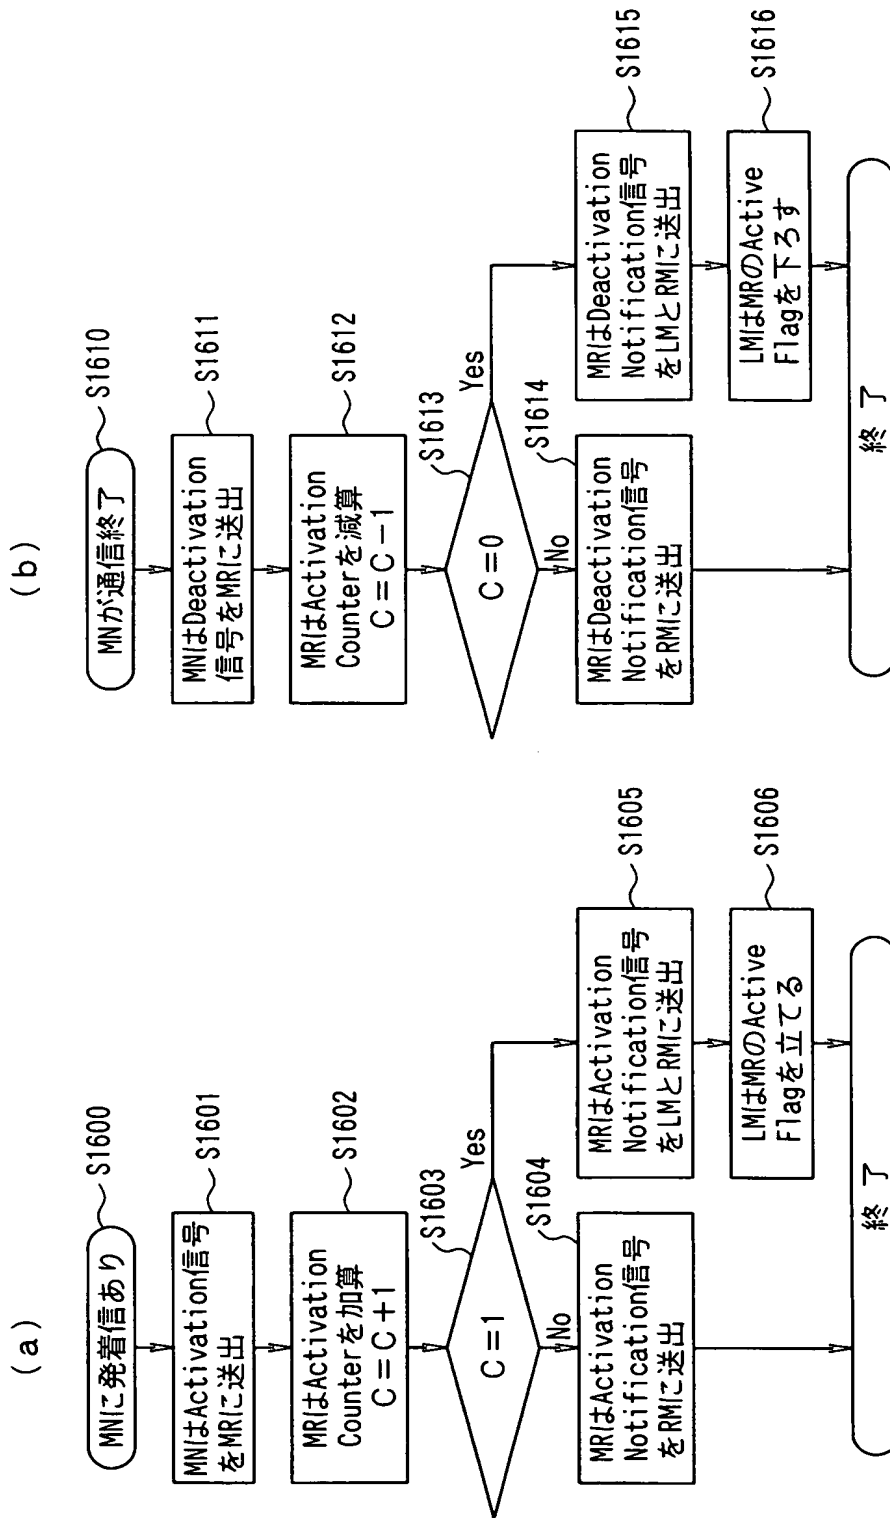 (a)
MNに発着信あり
S1600
MNはActivation信号
をMRに送出
S1601
MRはActivation
Counterを加算
C=C+1
S1602
C=1
S1603
Yes
No
S1604
MRはActivation
Notification信号
をRMに送出
MRはActivation
Notification信号
をLMとRMに送出
S1605
LMはMRのActive
Flagを立てる
S1606
終了
(b)
MNが通信終了
S1610
MNはDeactivation
信号をMRに送出
S1611
MRはActivation
Counterを減算
C=C-1
S1612
C=0
S1613
Yes
No
S1614
MRはDeactivation
Notification信号
をRMに送出
MRはDeactivation
Notification信号
をLMとRMに送出
S1615
LMはMRのActive
Flagを下ろす
S1616
終了